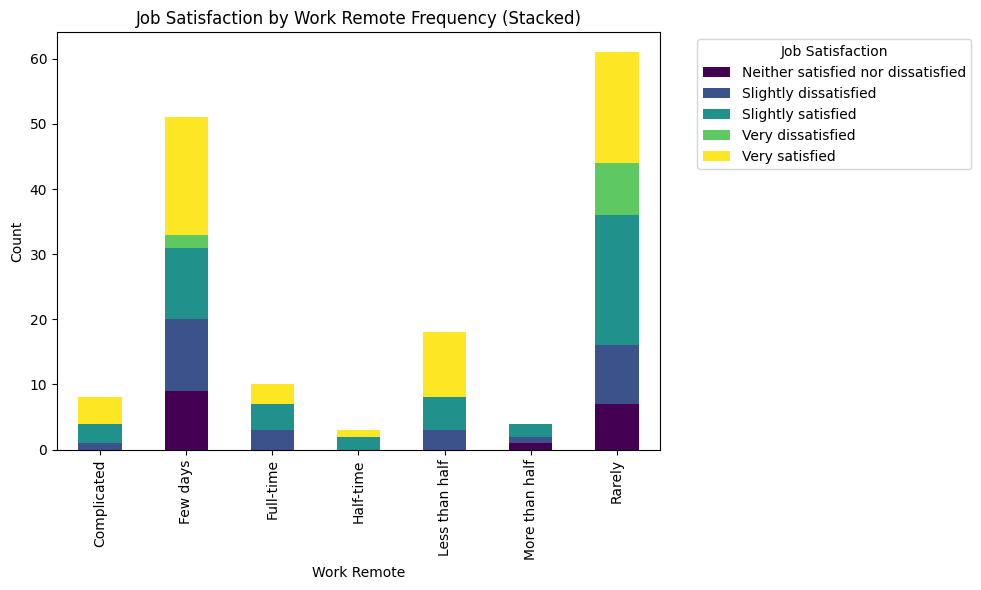 Job Satisfaction by Work Remote Frequency (Stacked)
Job Satisfaction
Neither satisfied nor dissatisfied
Slightly dissatisfied
Slightly satisfied
Very dissatisfied
Very satisfied
Count
60
50
40
30
20
10
0
Complicated
Few days
Full-time
Half-time
Less than half
More than half
Rarely
Work Remote